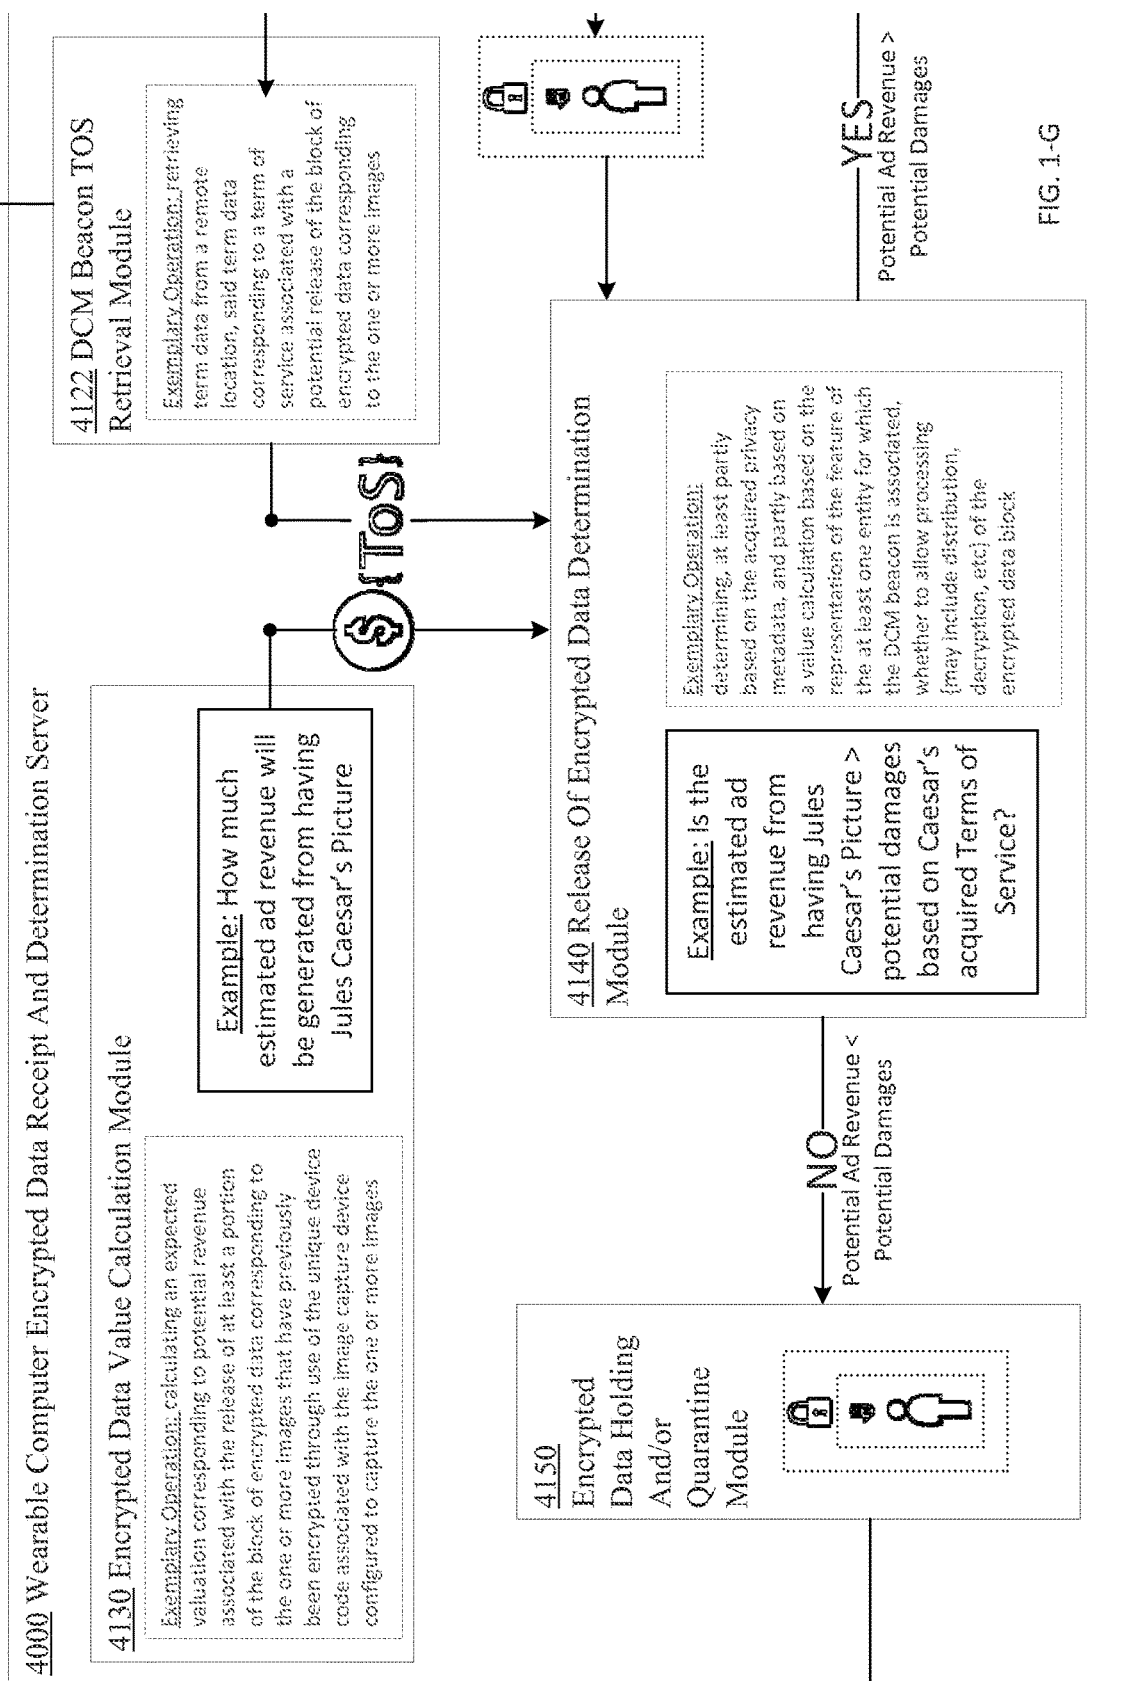 4000 Wearable Computer Encrypted Data Receipt And Determination Server
4130 Encrypted Data Value Calculation Module
Exemplary Operation: calculating an expected
valuation corresponding to potential revenue
associated with the release of at least a portion
of the block of encrypted data corresponding to
the one or more images that have previously
been encrypted through use of the unique device
code associated with the image capture device
configured to capture the one or more images
Example: How much
estimated ad revenue will
be generated from having
Jules Caesar's Picture
4122 DCM Beacon TOS
Retrieval Module
Exemplary Operation: retrieving
term data from a remote
location, said term data
corresponding to a term of
service associated with a
potential release of the block of
encrypted data corresponding
to the one or more images
$
{ToS}
4150
Encrypted
Data Holding
And/or
Quarantine
Module
NO
Potential Ad Revenue <
Potential Damages
4140 Release Of Encrypted Data Determination
Module
Example: Is the
estimated ad
revenue from
having Jules
Caesar's Picture >
potential damages
based on Caesar's
acquired Terms of
Service?
Exemplary Operation:
determining, at least partly
based on the acquired privacy
metadata, and partly based on
a value calculation based on the
representation of the feature of
the at least one entity for which
the DCM beacon is associated,
whether to allow processing
(may include distribution,
decryption, etc) of the
encrypted data block
YES
Potential Ad Revenue >
Potential Damages
FIG. 1-G